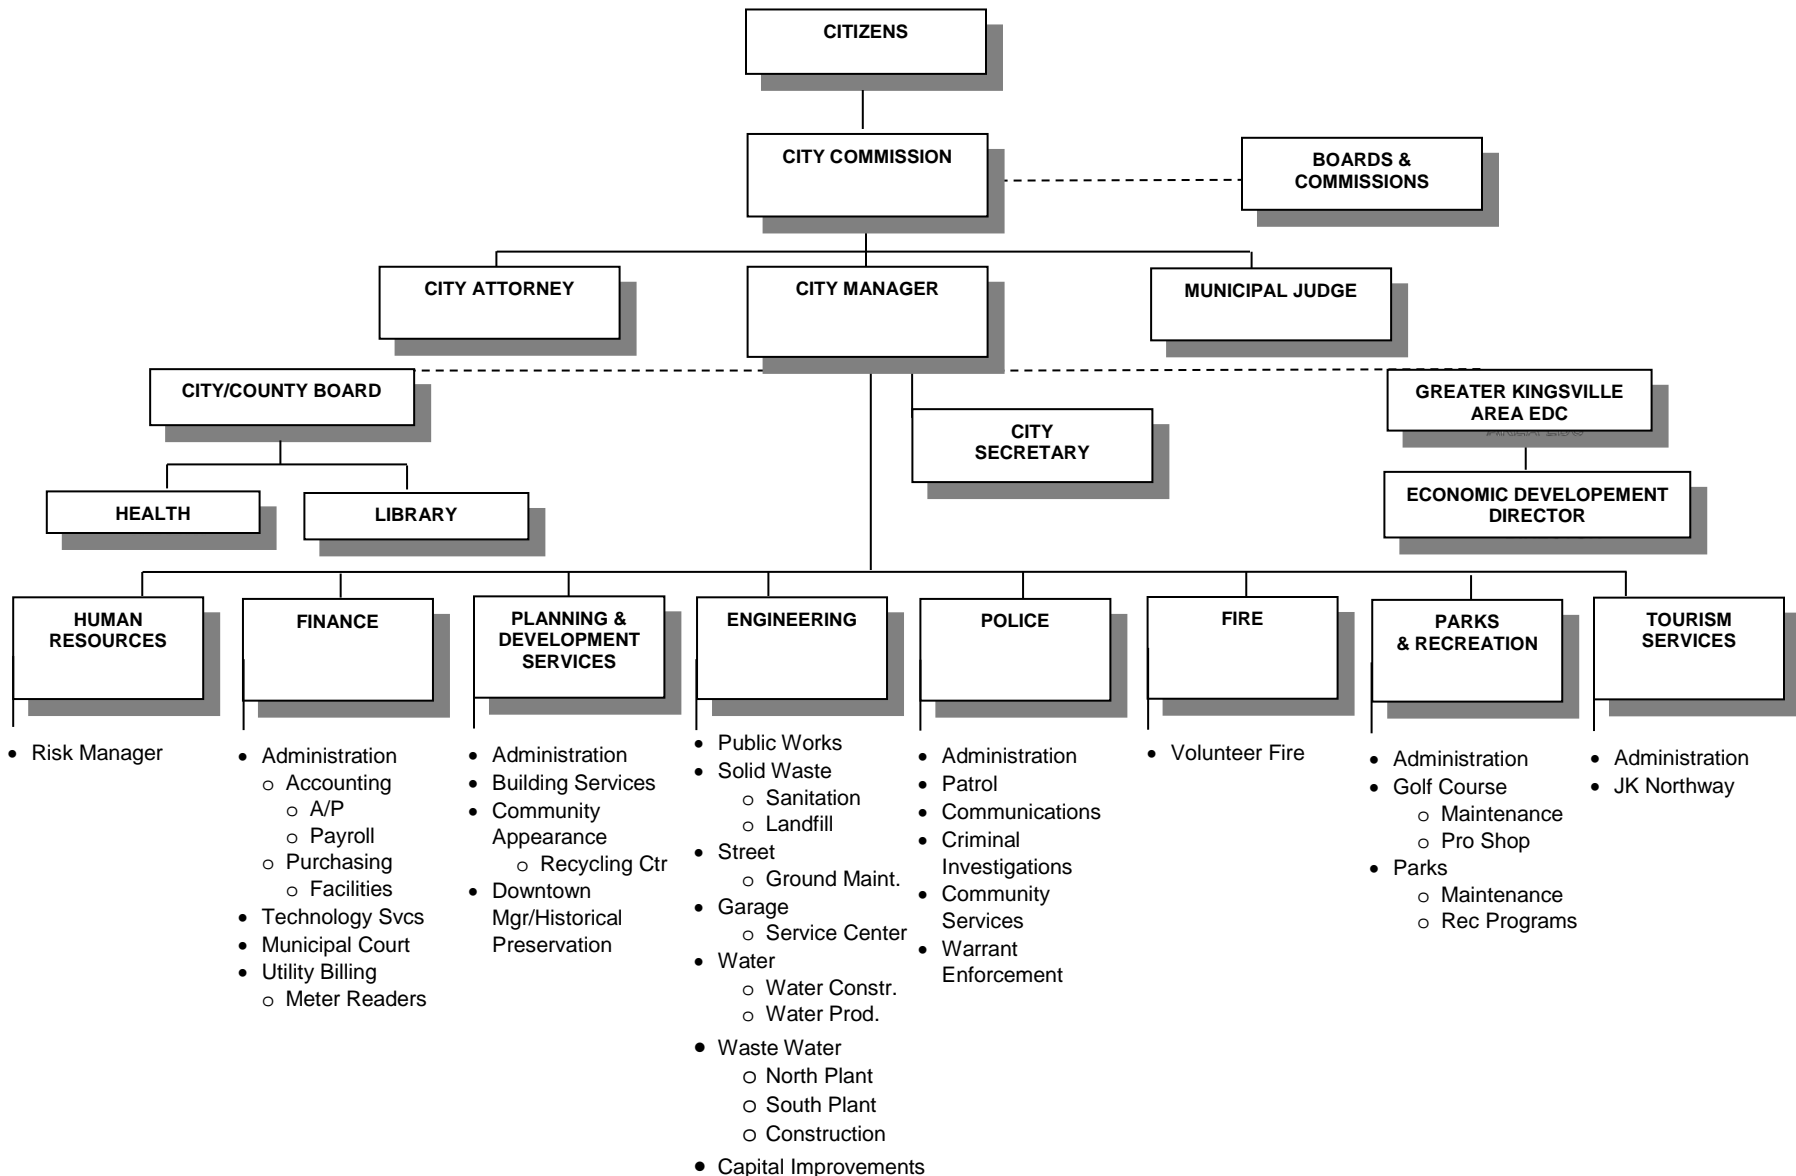 CITIZENS
CITY COMMISSION
BOARDS &
COMMISSIONS
CITY ATTORNEY
CITY MANAGER
MUNICIPAL JUDGE
CITY/COUNTY BOARD
GREATER KINGSVILLE
AREA EDC
CITY
SECRETARY
HEALTH
LIBRARY
ECONOMIC DEVELOPEMENT
DIRECTOR
HUMAN
RESOURCES
• Risk Manager
FINANCE
• Administration
o Accounting
o A/P
o Payroll
o Purchasing
o Facilities
• Technology Svcs
• Municipal Court
• Utility Billing
o Meter Readers
PLANNING &
DEVELOPMENT
SERVICES
• Administration
• Building Services
• Community
Appearance
o Recycling Ctr
• Downtown
Mgr/Historical
Preservation
ENGINEERING
• Public Works
• Solid Waste
o Sanitation
o Landfill
• Street
o Ground Maint.
• Garage
o Service Center
• Water
o Water Constr.
o Water Prod.
• Waste Water
o North Plant
o South Plant
o Construction
• Capital Improvements
POLICE
• Administration
• Patrol
• Communications
• Criminal
Investigations
• Community
Services
• Warrant
Enforcement
FIRE
• Volunteer Fire
PARKS
& RECREATION
• Administration
• Golf Course
o Maintenance
o Pro Shop
• Parks
o Maintenance
o Rec Programs
TOURISM
SERVICES
• Administration
• JK Northway